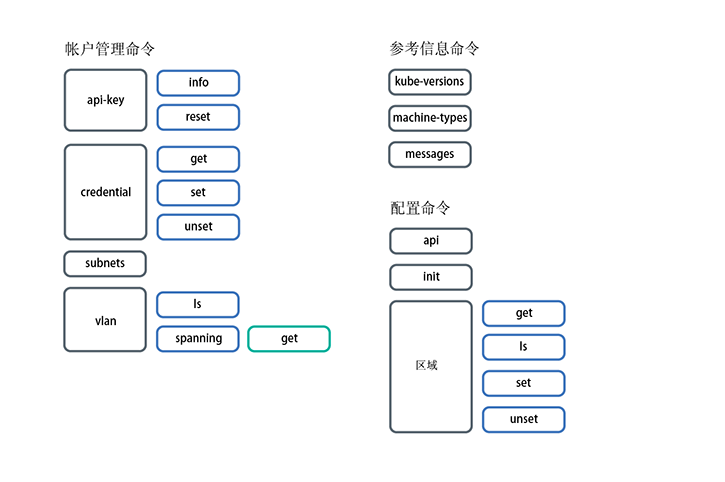 帐户管理命令
api-key
info
reset
credential
get
set
unset
subnets
vlan
ls
spanning
get
参考信息命令
kube-versions
machine-types
messages
配置命令
api
init
区域
get
ls
set
unset